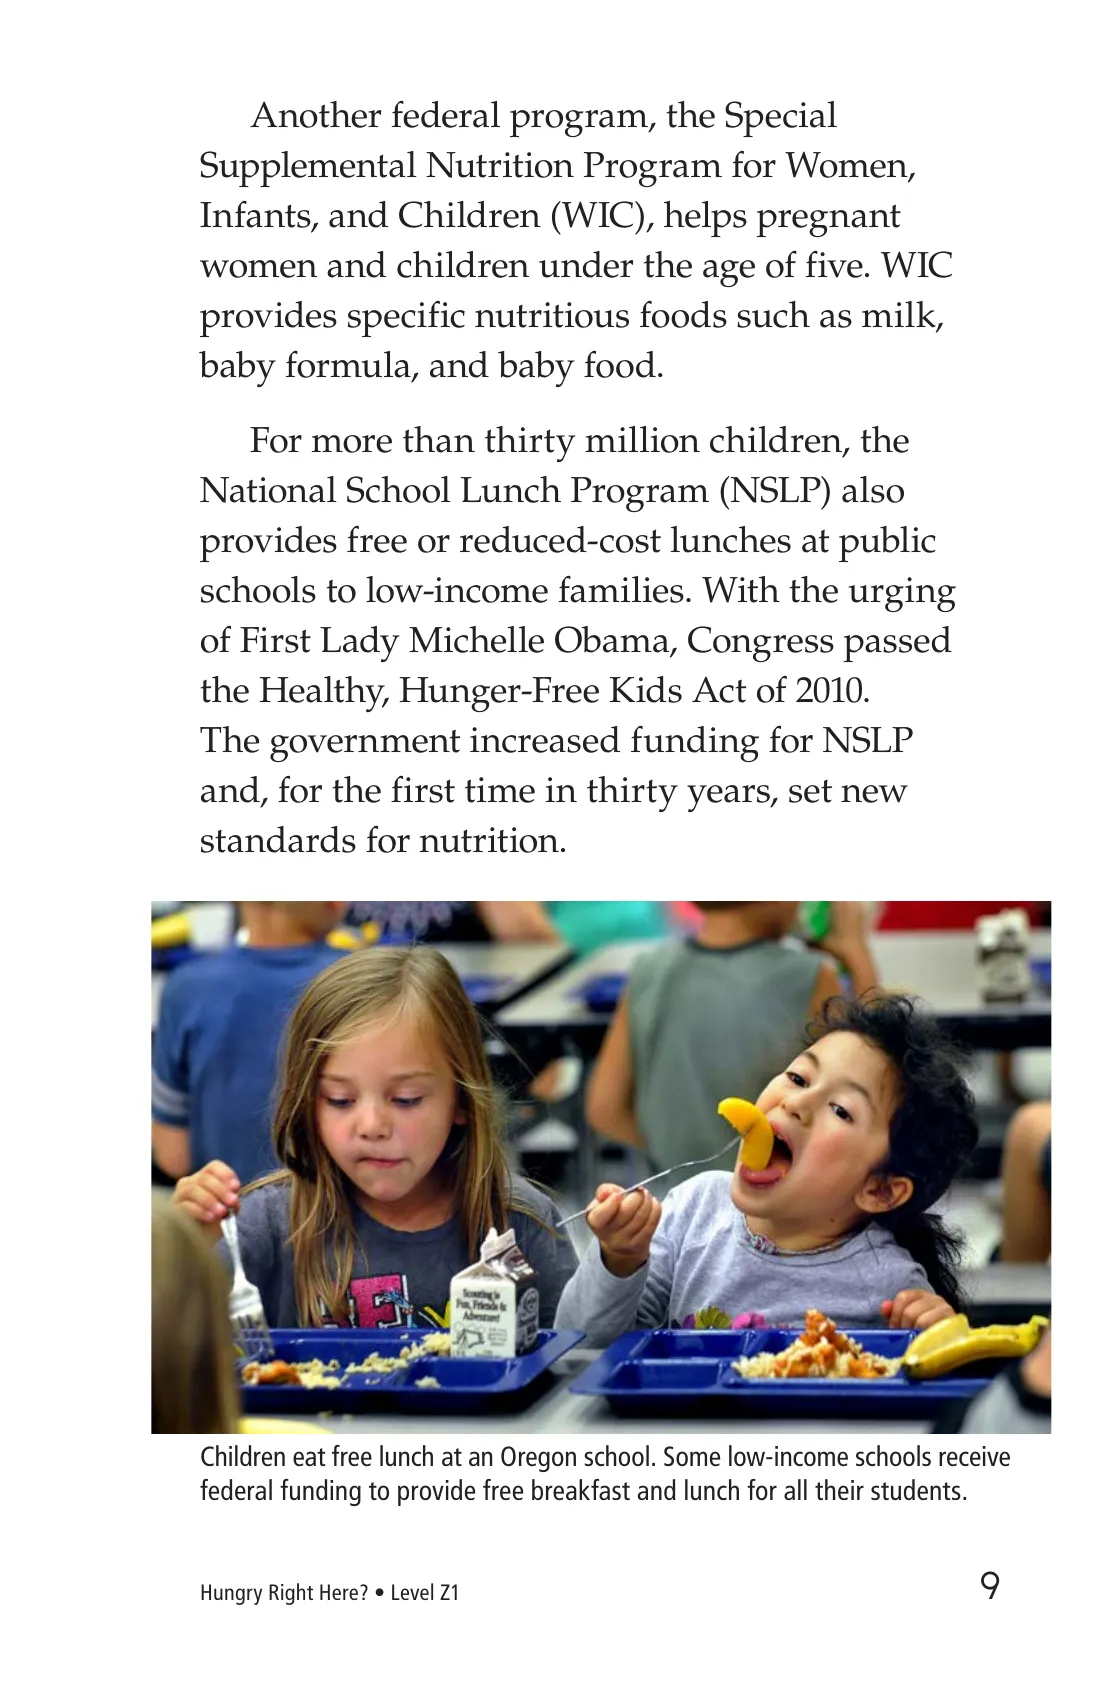 Another federal program, the Special
Supplemental Nutrition Program for Women,
Infants, and Children (WIC), helps pregnant
women and children under the age of five. WIC
provides specific nutritious foods such as milk,
baby formula, and baby food.
For more than thirty million children, the
National School Lunch Program (NSLP) also
provides free or reduced-cost lunches at public
schools to low-income families. With the urging
of First Lady Michelle Obama, Congress passed
the Healthy, Hunger-Free Kids Act of 2010.
The government increased funding for NSLP
and, for the first time in thirty years, set new
standards for nutrition.
Scouting is
Fun, Friends &
Adventure!
Children eat free lunch at an Oregon school. Some low-income schools receive
federal funding to provide free breakfast and lunch for all their students.
Hungry Right Here? • Level Z1
9